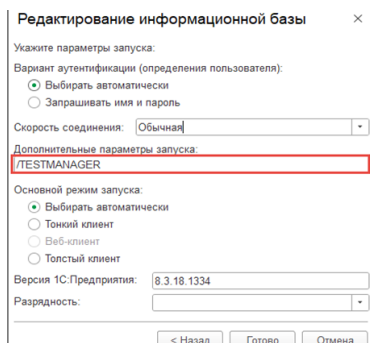 Редактирование информационной базы
Укажите параметры запуска:
Вариант аутентификации (определения пользователя):
Выбирать автоматически
Запрашивать имя и пароль
Скорость соединения: Обычная
Дополнительные параметры запуска:
/TESTMANAGER
Основной режим запуска:
Выбирать автоматически
Тонкий клиент
Веб-клиент
Толстый клиент
Версия 1С:Предприятия: 8.3.18.1334
Разрядность:
< Назад Готово Отмена